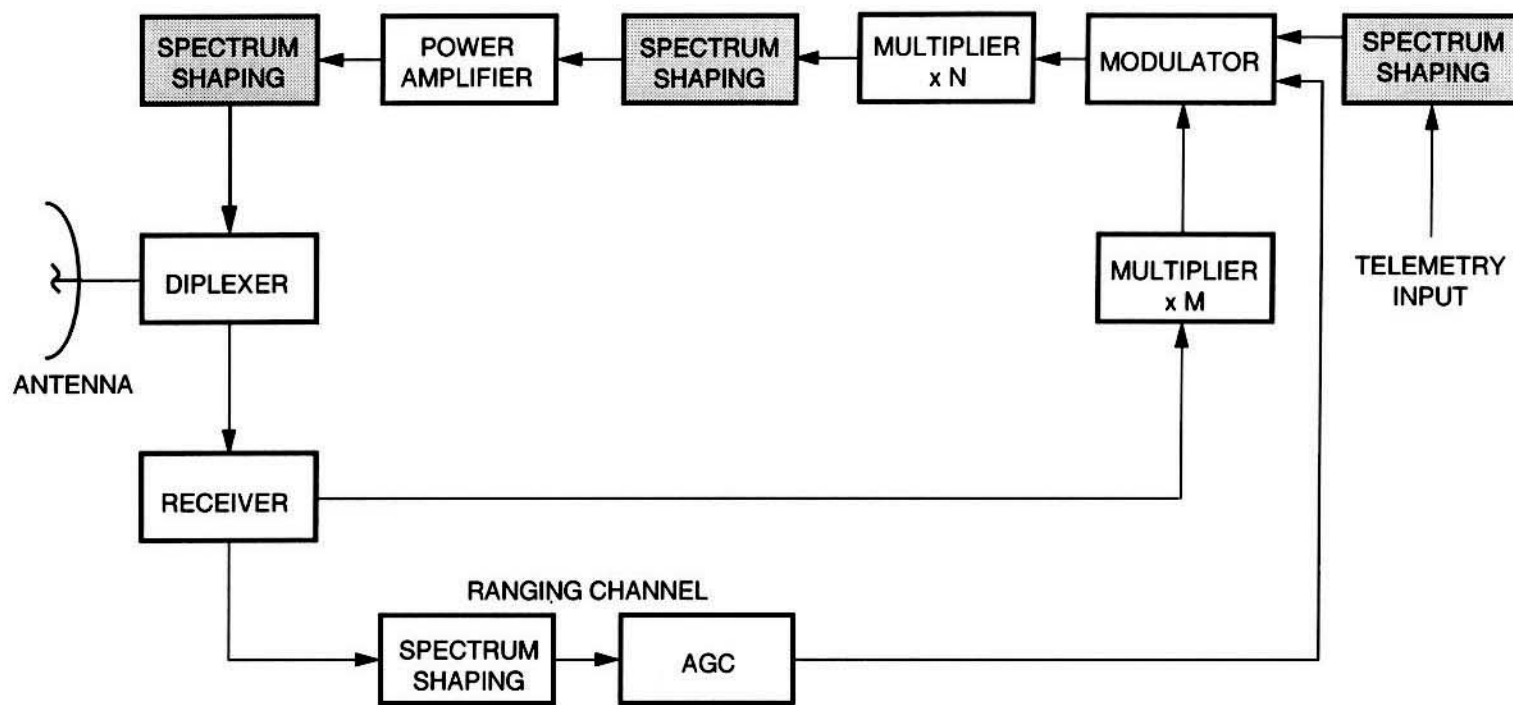 SPECTRUM
SHAPING
POWER
AMPLIFIER
SPECTRUM
SHAPING
MULTIPLIER
x N
MODULATOR
SPECTRUM
SHAPING
DIPLEXER
MULTIPLIER
x M
TELEMETRY
INPUT
ANTENNA
RECEIVER
RANGING CHANNEL
SPECTRUM
SHAPING
AGC